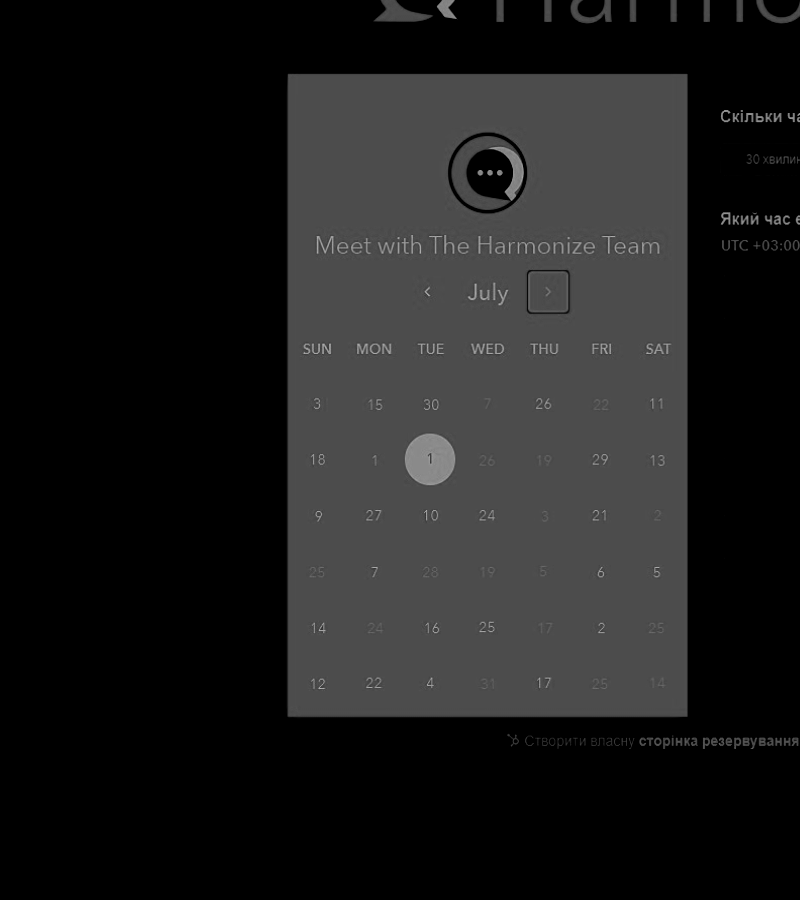 Harmo
Meet with The Harmonize Team
July
SUN MON TUE WED THU FRI SAT
3 15 30 7 26 22 11
18 1 1 26 19 29 13
9 27 10 24 3 21 2
25 7 28 19 5 6 5
14 24 16 25 17 2 25
12 22 4 31 17 25 14
Скільки ча
30 хвилин
Який час є
UTC +03:00
Створити власну сторінка резервування